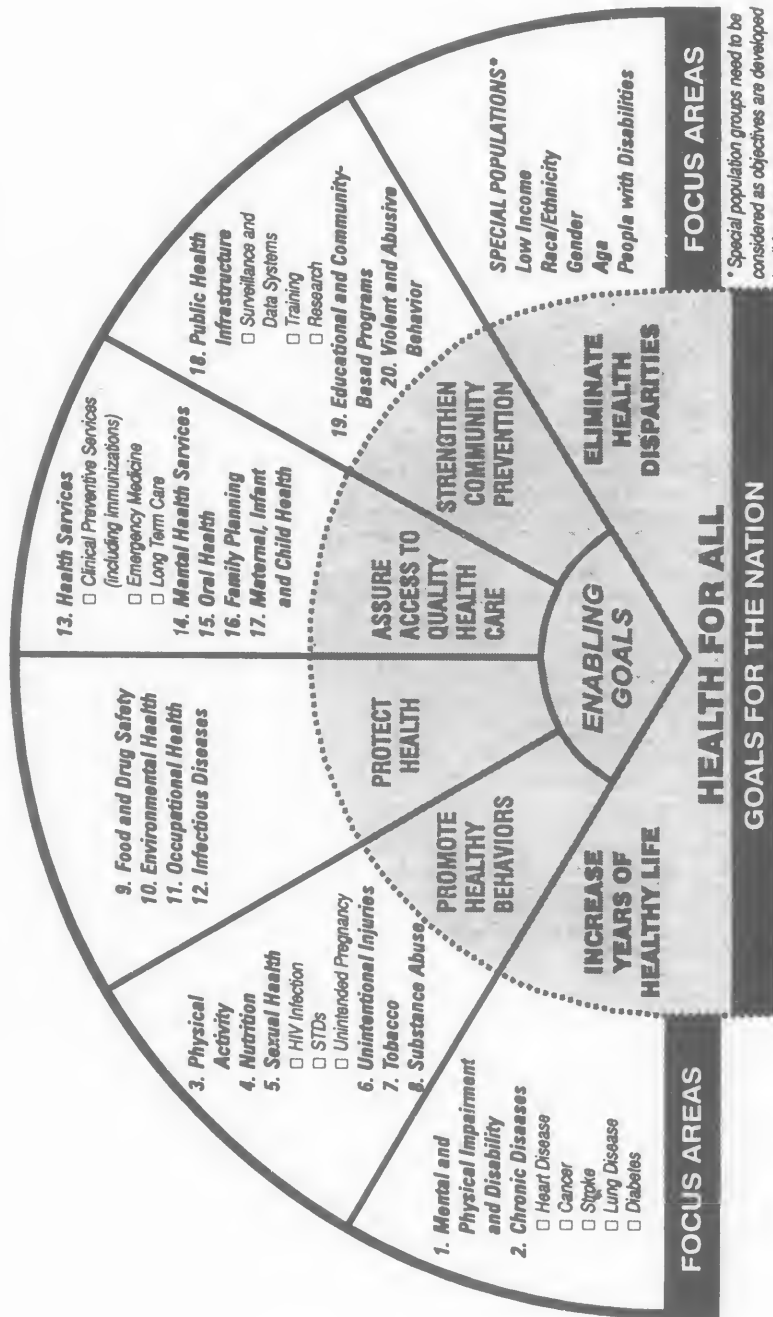 1. Mental and
Physical Impairment
and Disability
2. Chronic Diseases
□ Heart Disease
□ Cancer
□ Stroke
□ Lung Disease
□ Diabetes
3. Physical
Activity
4. Nutrition
5. Sexual Health
□ HIV Infection
□ STDs
□ Unintended Pregnancy
6. Unintentional Injuries
7. Tobacco
8. Substance Abuse
9. Food and Drug Safety
10. Environmental Health
11. Occupational Health
12. Infectious Diseases
13. Health Services
□ Clinical Preventive Services
(including Immunizations)
□ Emergency Medicine
□ Long Term Care
14. Mental Health Services
15. Oral Health
16. Family Planning
17. Maternal, Infant
and Child Health
18. Public Health
Infrastructure
□ Surveillance and
Data Systems
□ Training
□ Research
19. Educational and Community-
Based Programs
20. Violent and Abusive
Behavior
SPECIAL POPULATIONS*
Low Income
Race/Ethnicity
Gender
Age
People with Disabilities
INCREASE
YEARS OF
HEALTHY LIFE
PROMOTE
HEALTHY
BEHAVIORS
PROTECT
HEALTH
ASSURE
ACCESS TO
QUALITY
HEALTH
CARE
STRENGTHEN
COMMUNITY
PREVENTION
ELIMINATE
HEALTH
DISPARITIES
ENABLING
GOALS
HEALTH FOR ALL
FOCUS AREAS
GOALS FOR THE NATION
FOCUS AREAS
* Special population groups need to be
considered as objectives are developed